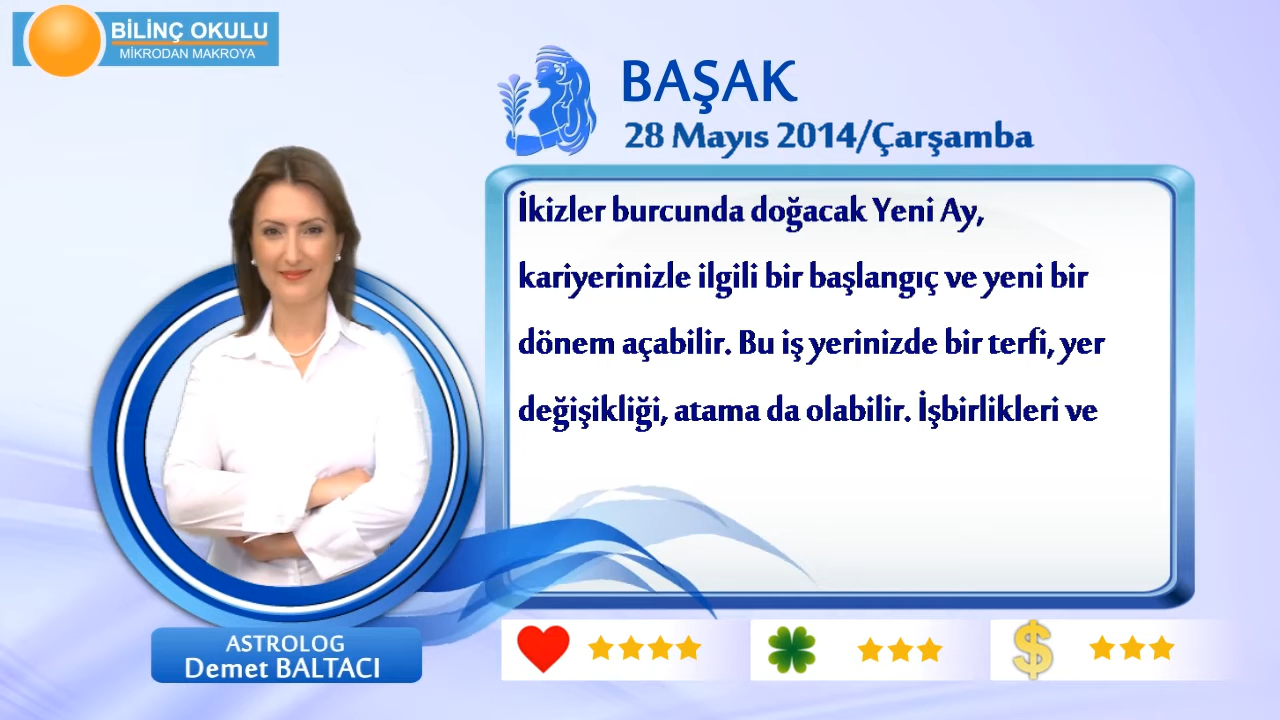 BİLİNÇ OKULU
MİKRODAN MAKROYA
BAŞAK
28 Mayıs 2014/Çarşamba
İkizler burcunda doğacak Yeni Ay,
kariyerinizle ilgili bir başlangıç ve yeni bir
dönem açabilir. Bu iş yerinizde bir terfi, yer
değişikliği, atama da olabilir. İşbirlikleri ve
ASTROLOG
Demet BALTACI